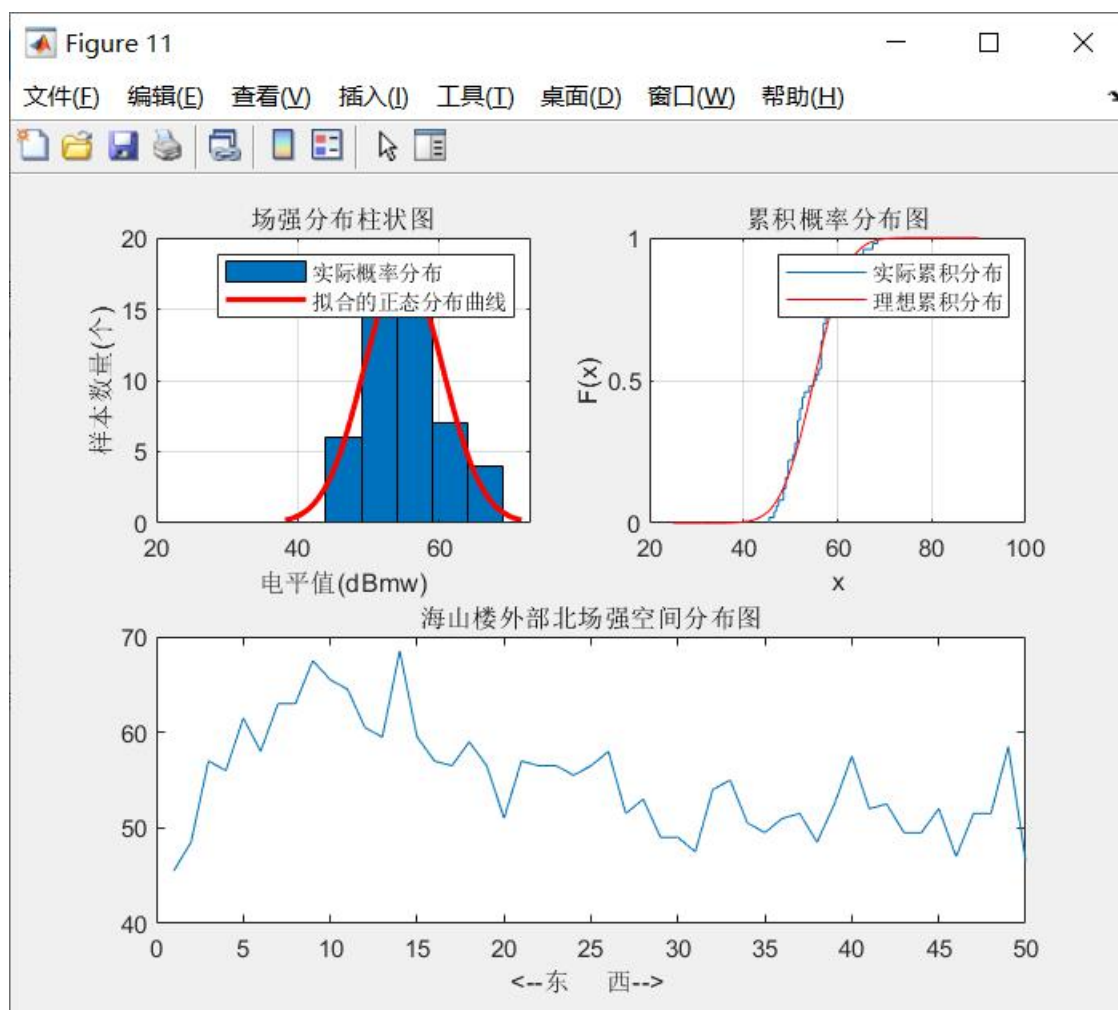 Figure 11
文件(F) 编辑(E) 查看(V) 插入(I) 工具(T) 桌面(D) 窗口(W) 帮助(H)
场强分布柱状图
20
15
10
5
0
样本数量(个)
实际概率分布
拟合的正态分布曲线
20 40 60
电平值(dBmw)
累积概率分布图
1
0.5
0
F(x)
实际累积分布
理想累积分布
20 40 60 80 100
x
海山楼外部北场强空间分布图
70
60
50
40
0 5 10 15 20 25 30 35 40 45 50
<--东 西-->